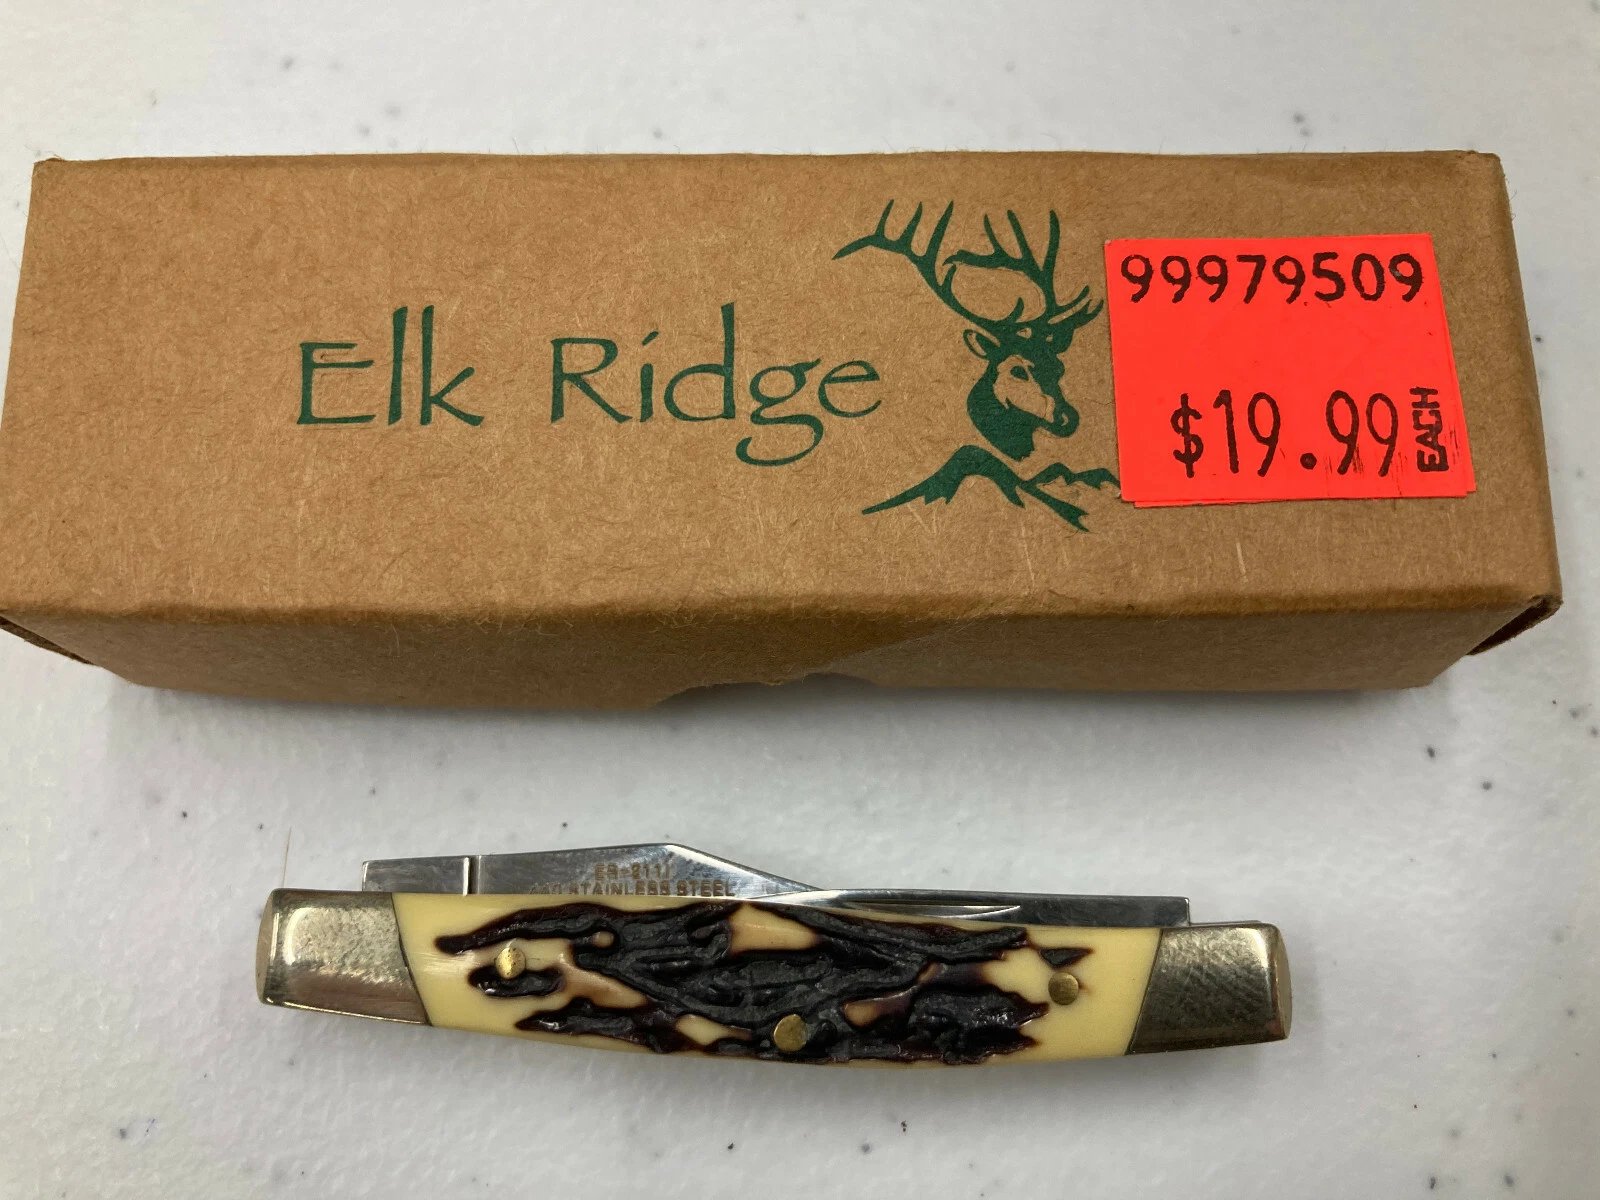 Elk Ridge
99979509
$19.99 EACH
STAINLESS STEEL